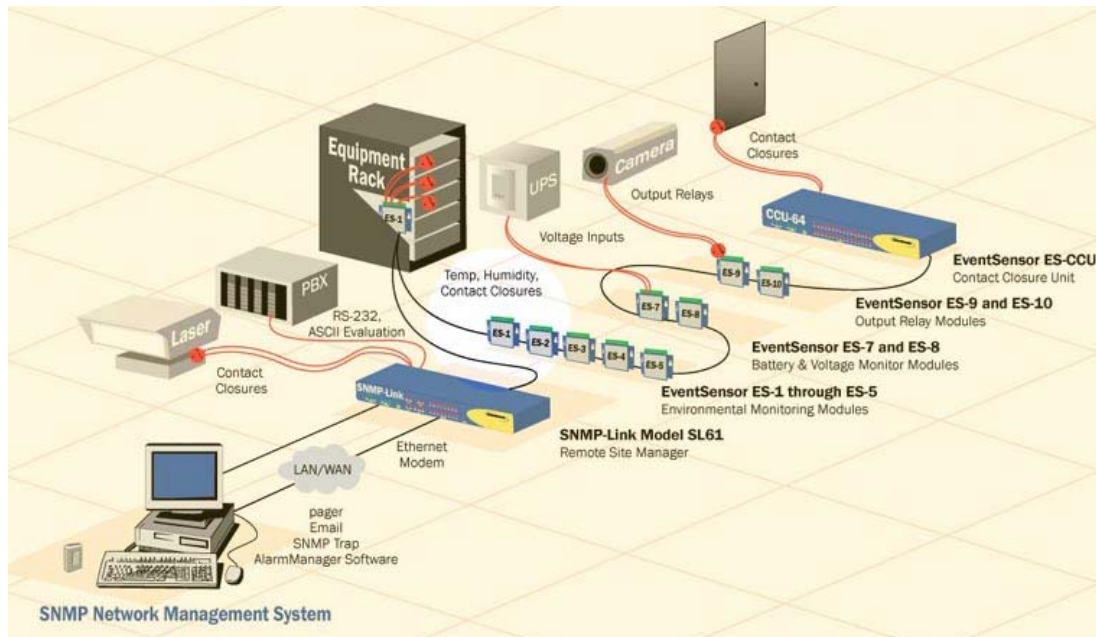 Contact
Closures
Equipment
Rack
ES-1
UPS
Camera
Output Relays
CCU-64
Voltage Inputs
EventSensor ES-CCU
Contact Closure Unit
Temp, Humidity,
Contact Closures
ES-9
ES-10
PBX
ES-7
ES-8
EventSensor ES-9 and ES-10
Output Relay Modules
RS-232,
ASCII Evaluation
Laser
ES-1
ES-2
ES-3
ES-4
ES-5
EventSensor ES-7 and ES-8
Battery & Voltage Monitor Modules
Contact
Closures
SNMP-Link
EventSensor ES-1 through ES-5
Environmental Monitoring Modules
SNMP-Link Model SL61
Remote Site Manager
Ethernet
Modem
LAN/WAN
pager
Email
SNMP Trap
AlarmManager Software
SNMP Network Management System